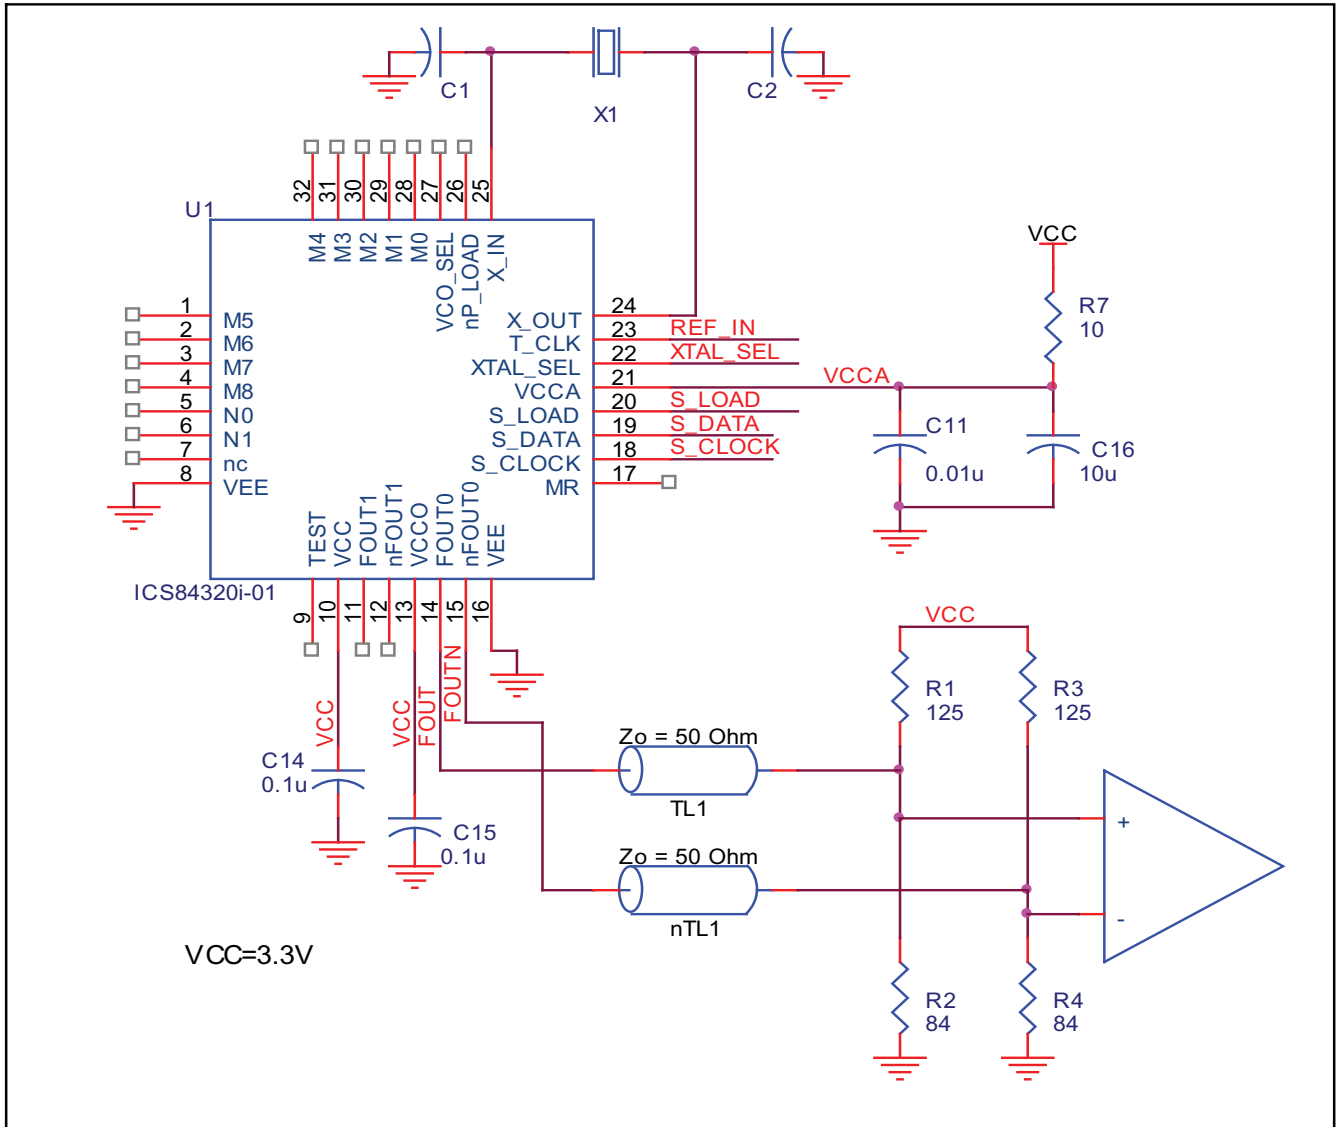 C1
X1
C2
U1
32
31
30
29
28
27
26
25
M4
M3
M2
M1
M0
VCO_SEL
nP_LOAD
X_IN
VCC
R7
10
1
M5
2
M6
3
M7
4
M8
5
N0
6
N1
7
nc
8
VEE
X_OUT
24
T_CLK
23
REF_IN
XTAL_SEL
22
XTAL_SEL
VCCA
21
VCCA
S_LOAD
20
S_LOAD
S_DATA
19
S_DATA
S_CLOCK
18
S_CLOCK
MR
17
C11
0.01u
C16
10u
TEST
VCC
FOUT1
nFOUT1
VCCO
FOUT0
nFOUT0
VEE
ICS84320i-01
9
10
11
12
13
14
15
16
VCC
VCC
FOUT
FOUTN
VCC
R1
125
R3
125
C14
0.1u
C15
0.1u
Zo = 50 Ohm
TL1
Zo = 50 Ohm
nTL1
+
-
VCC=3.3V
R2
84
R4
84